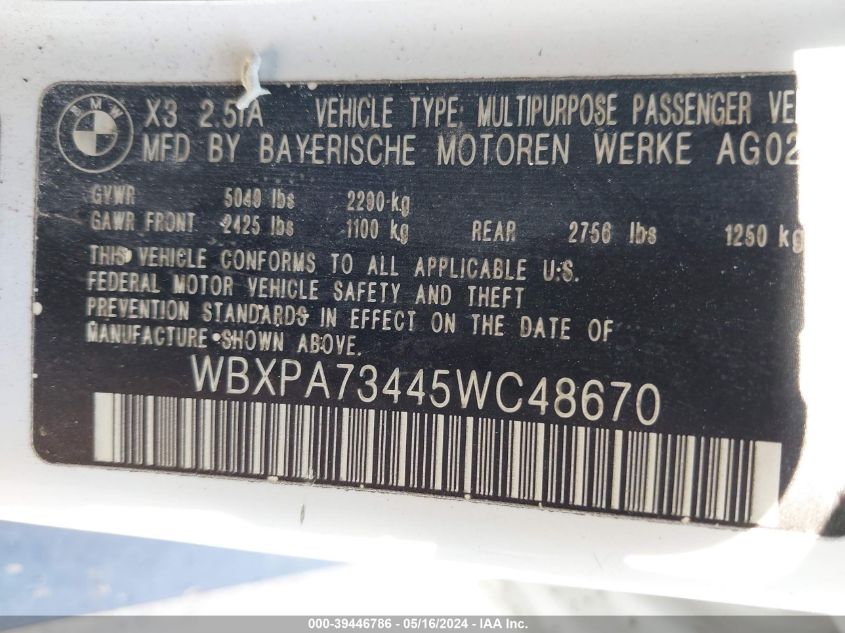 BMW
X3 2.5IA VEHICLE TYPE: MULTIPURPOSE PASSENGER VE
MFD BY BAYERISCHE MOTOREN WERKE AG02
GVWR 5040 lbs 2290 kg
GAWR FRONT 2425 lbs 1100 kg REAR 2756 lbs 1250 kg
THIS VEHICLE CONFORMS TO ALL APPLICABLE U.S.
FEDERAL MOTOR VEHICLE SAFETY AND THEFT
PREVENTION STANDARDS IN EFFECT ON THE DATE OF
MANUFACTURE SHOWN ABOVE.
WBXPA73445WC48670
000-39446786 - 05/16/2024 - IAAI, Inc.